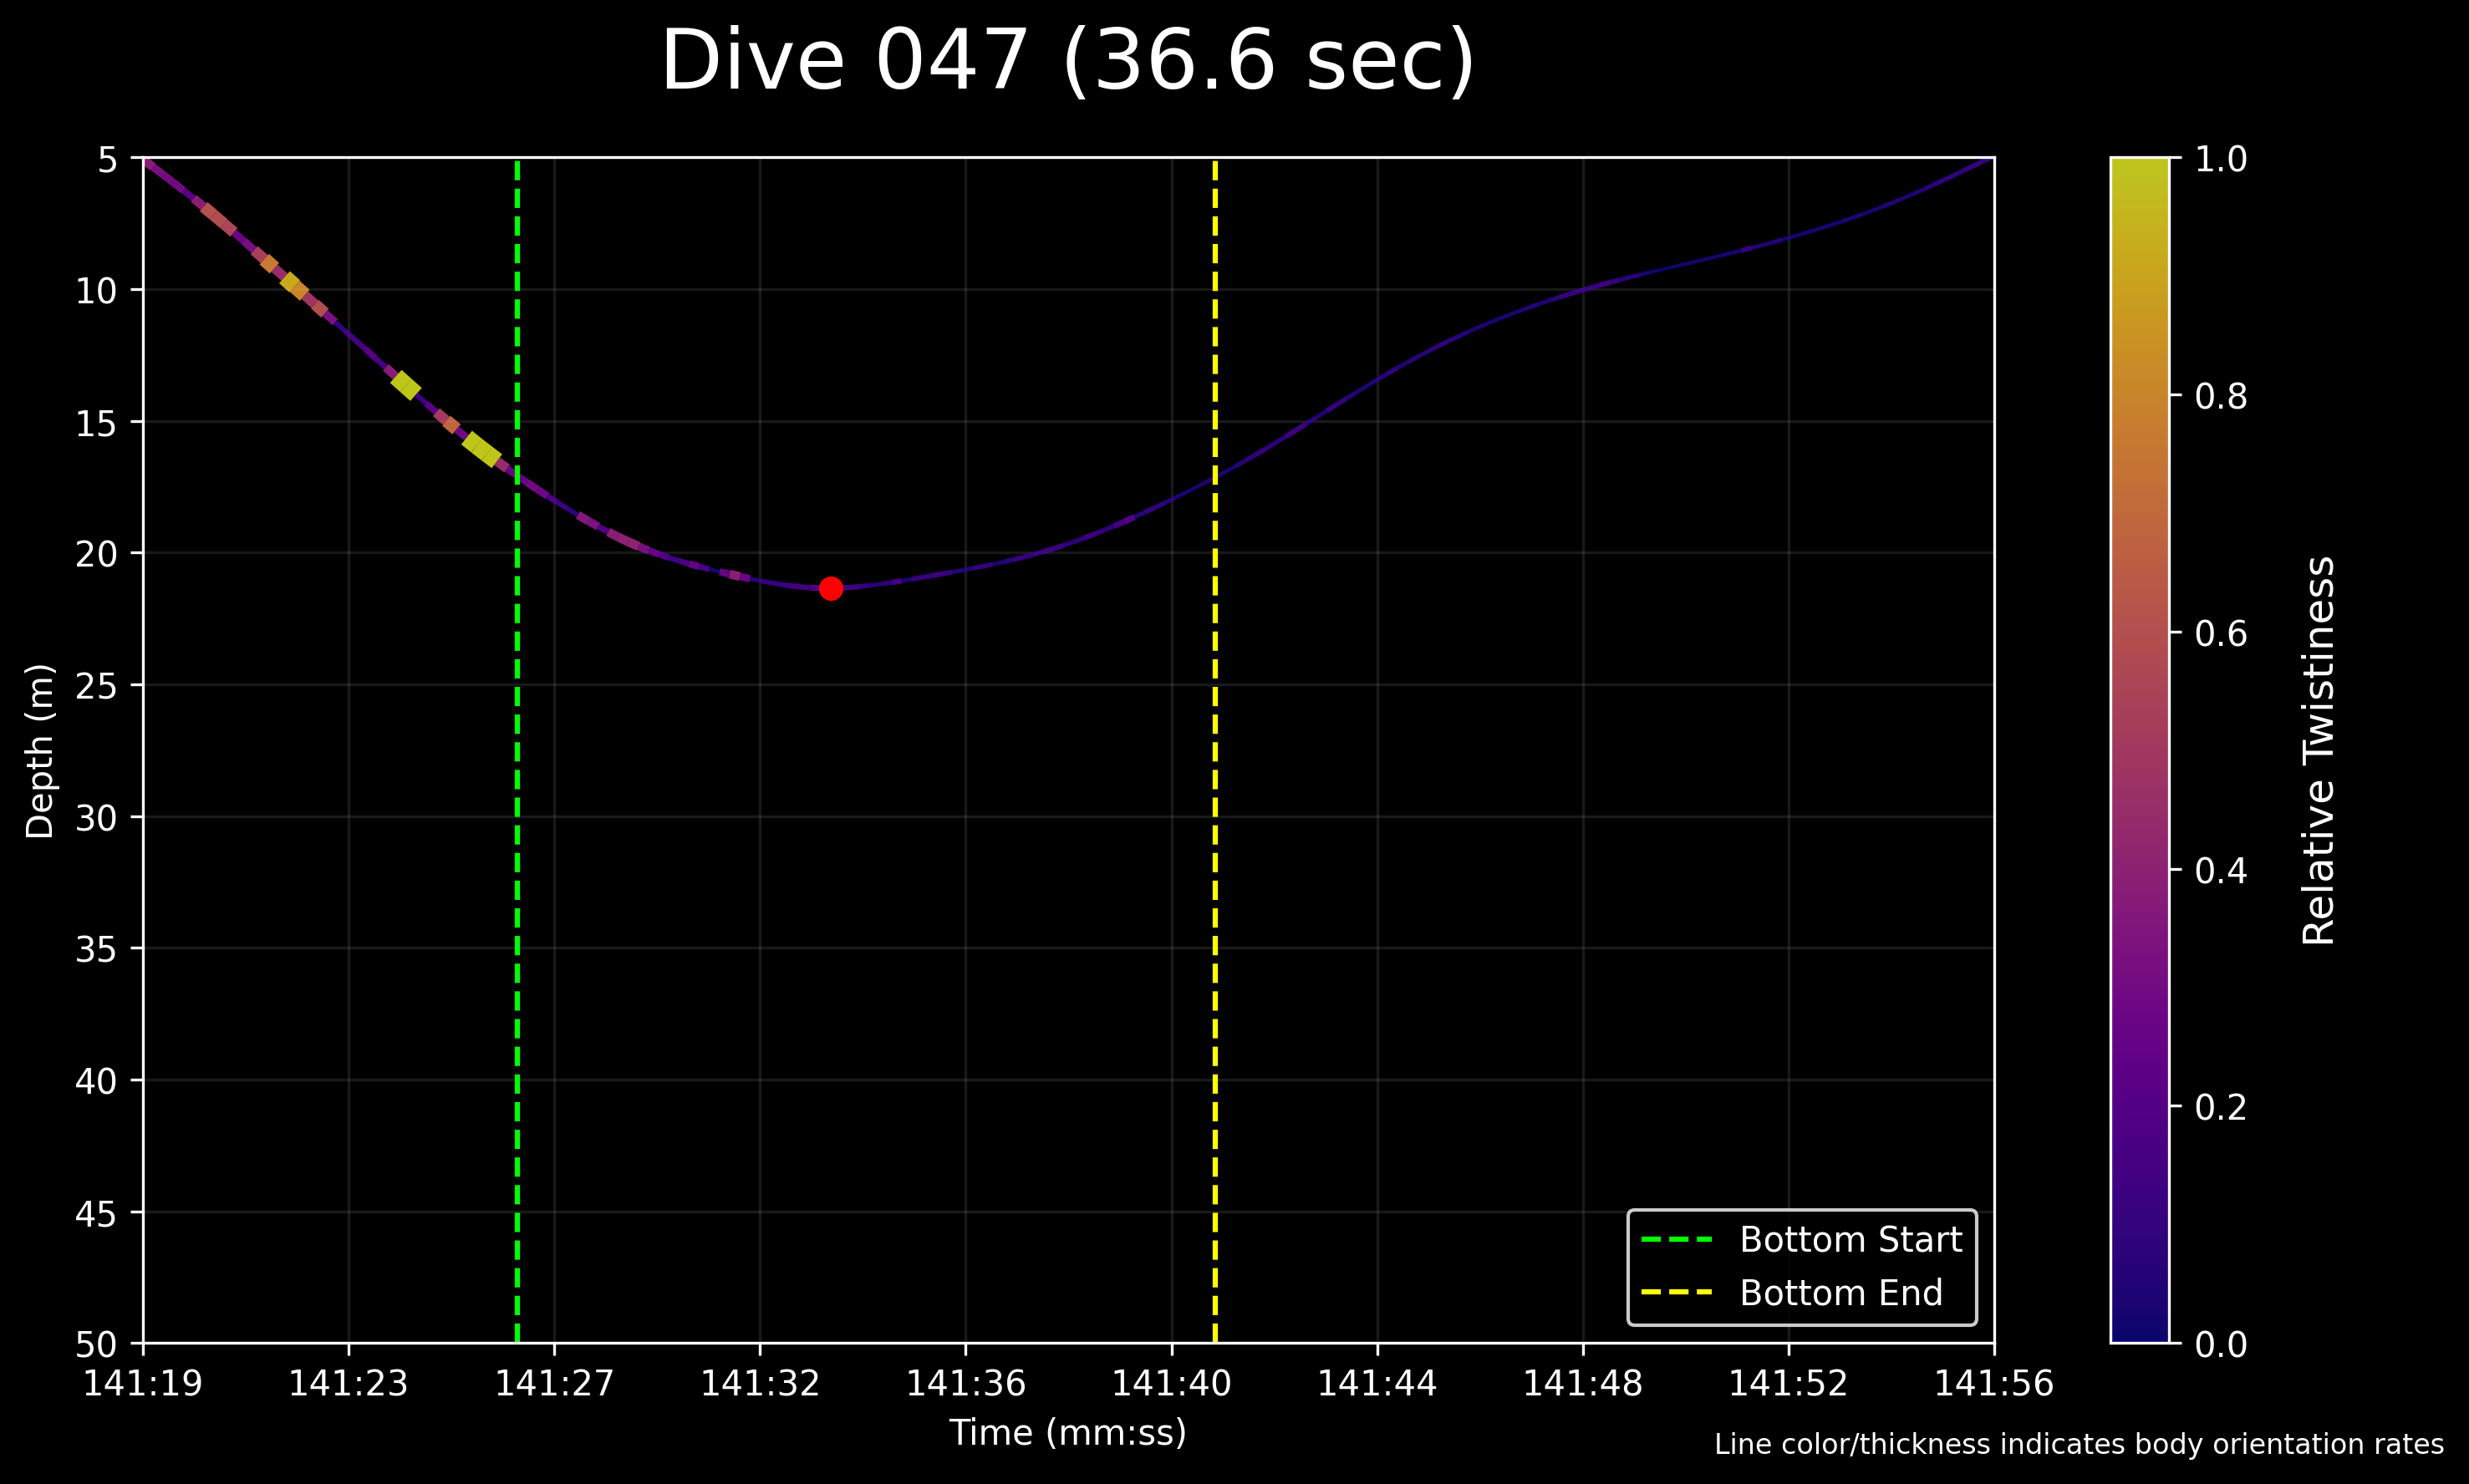 Dive 047 (36.6 sec)
5
10
15
20
25
30
35
40
45
50
Depth (m)
141:19 141:23 141:27 141:32 141:36 141:40 141:44 141:48 141:52 141:56
Time (mm:ss)
Bottom Start
Bottom End
1.0
0.8
0.6
0.4
0.2
0.0
Relative Twistiness
Line color/thickness indicates body orientation rates